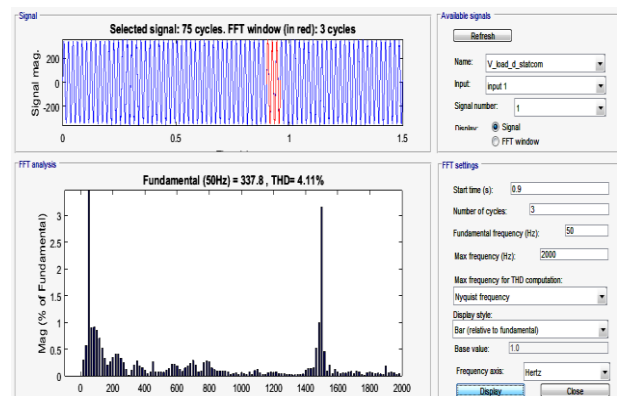 Signal
Selected signal: 75 cycles. FFT window (in red): 3 cycles
Signal mag.
200
0
-200
0
0.5
1
1.5
Available signals
Refresh
Name:
V_load_d_statcom
Input:
input 1
Signal number:
1
Display:
Signal
FFT window
FFT analysis
Fundamental (50Hz) = 337.8 , THD= 4.11%
Mag (% of Fundamental)
3
2.5
2
1.5
1
0.5
0
0 200 400 600 800 1000 1200 1400 1600 1800 2000
FFT settings
Start time (s):
0.9
Number of cycles:
3
Fundamental frequency (Hz):
50
Max frequency (Hz):
2000
Max frequency for THD computation:
Nyquist frequency
Display style:
Bar (relative to fundamental)
Base value:
1.0
Frequency axis:
Hertz
Display
Close